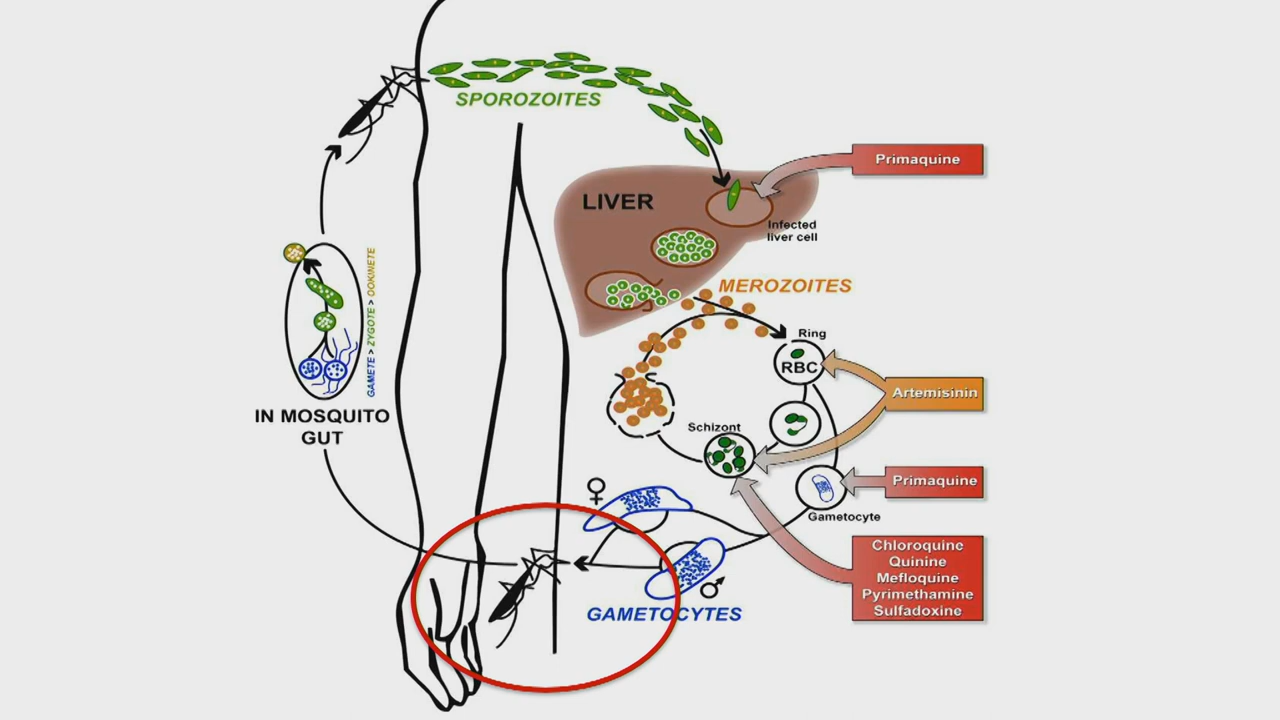 SPOROZOITES
Primaquine
LIVER
Infected
liver cell
MEROZOITES
Ring
RBC
GAMETE > ZYGOTE > OOKINETE
Artemisinin
IN MOSQUITO
GUT
Schizont
Primaquine
♀
Gametocyte
Chloroquine
Quinine
Mefloquine
Pyrimethamine
Sulfadoxine
♂
GAMETOCYTES